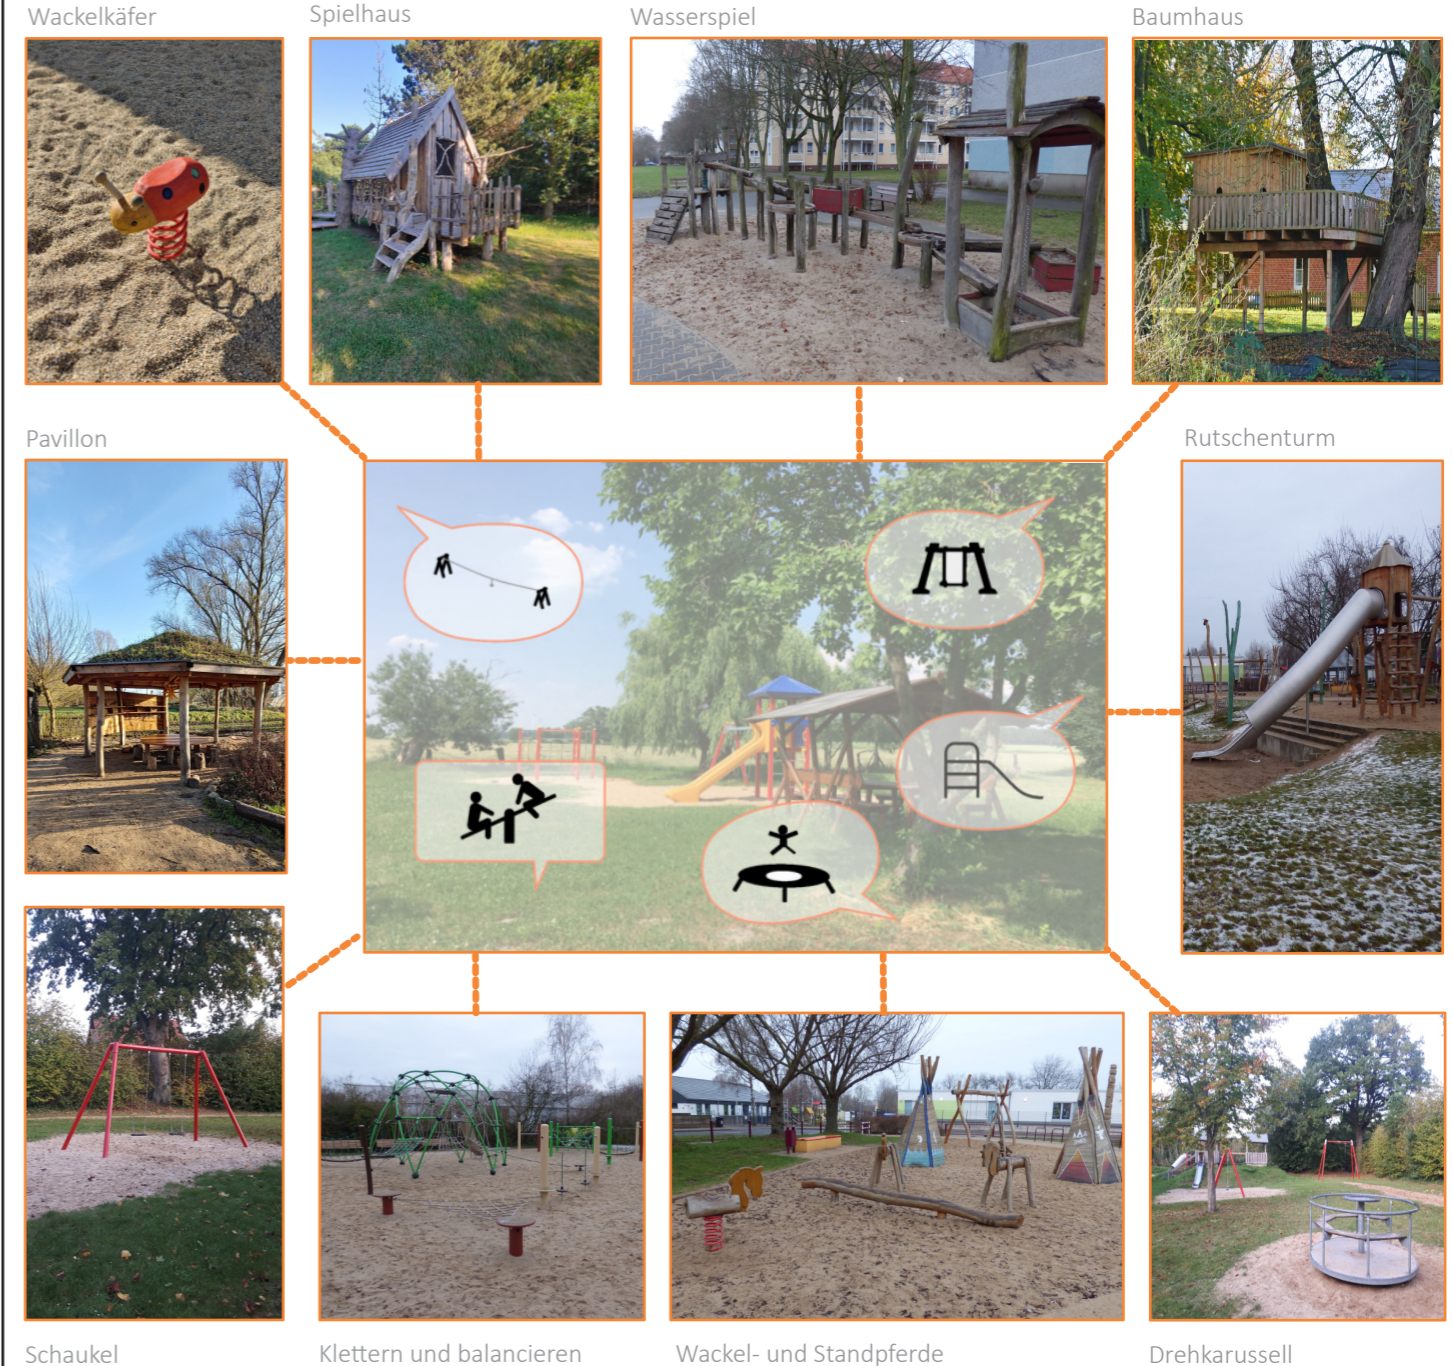 Wackelkäfer
Spielhaus
Wasserspiel
Baumhaus
Pavillon
Rutschenturm
Schaukel
Klettern und balancieren
Wackel- und Standpferde
Drehkarussell